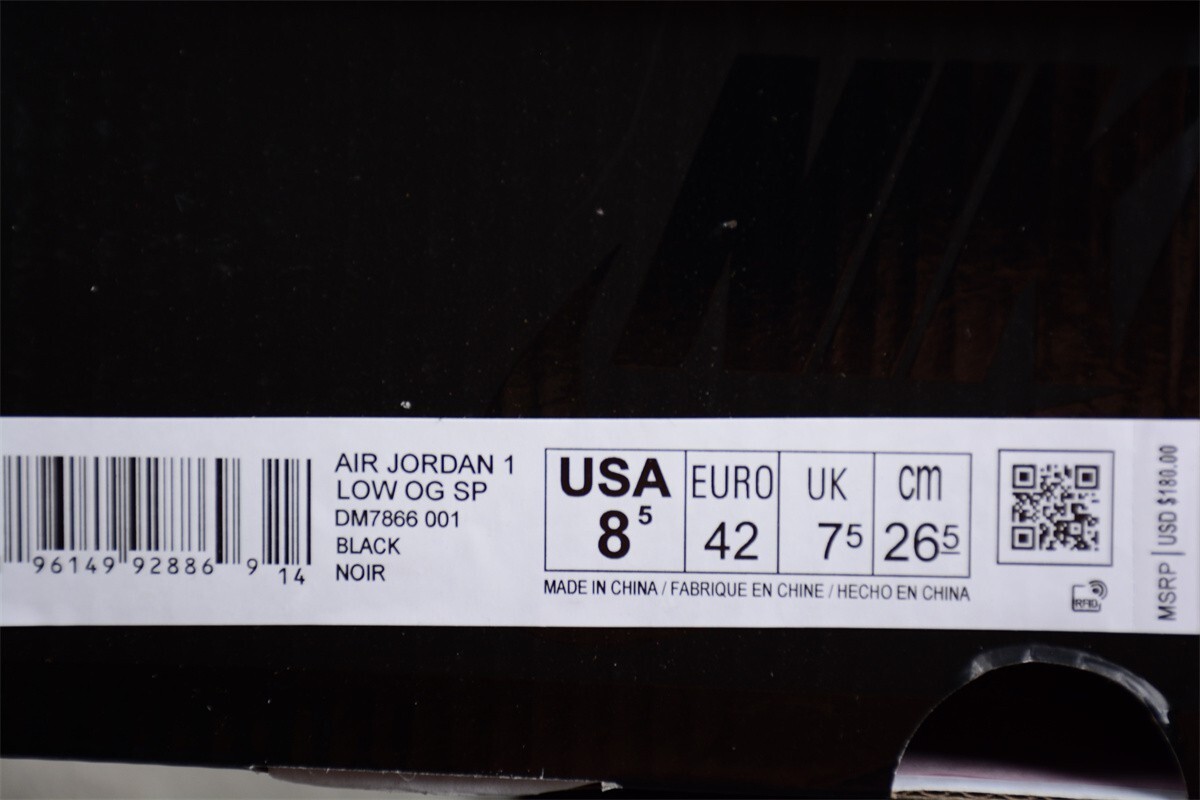 96149 92886 9 14
AIR JORDAN 1
LOW OG SP
DM7866 001
BLACK
NOIR
USA EURO UK cm
8 5 42 7 5 26 5
MADE IN CHINA / FABRIQUE EN CHINE / HECHO EN CHINA
RFID
MSRP | USD $180.00